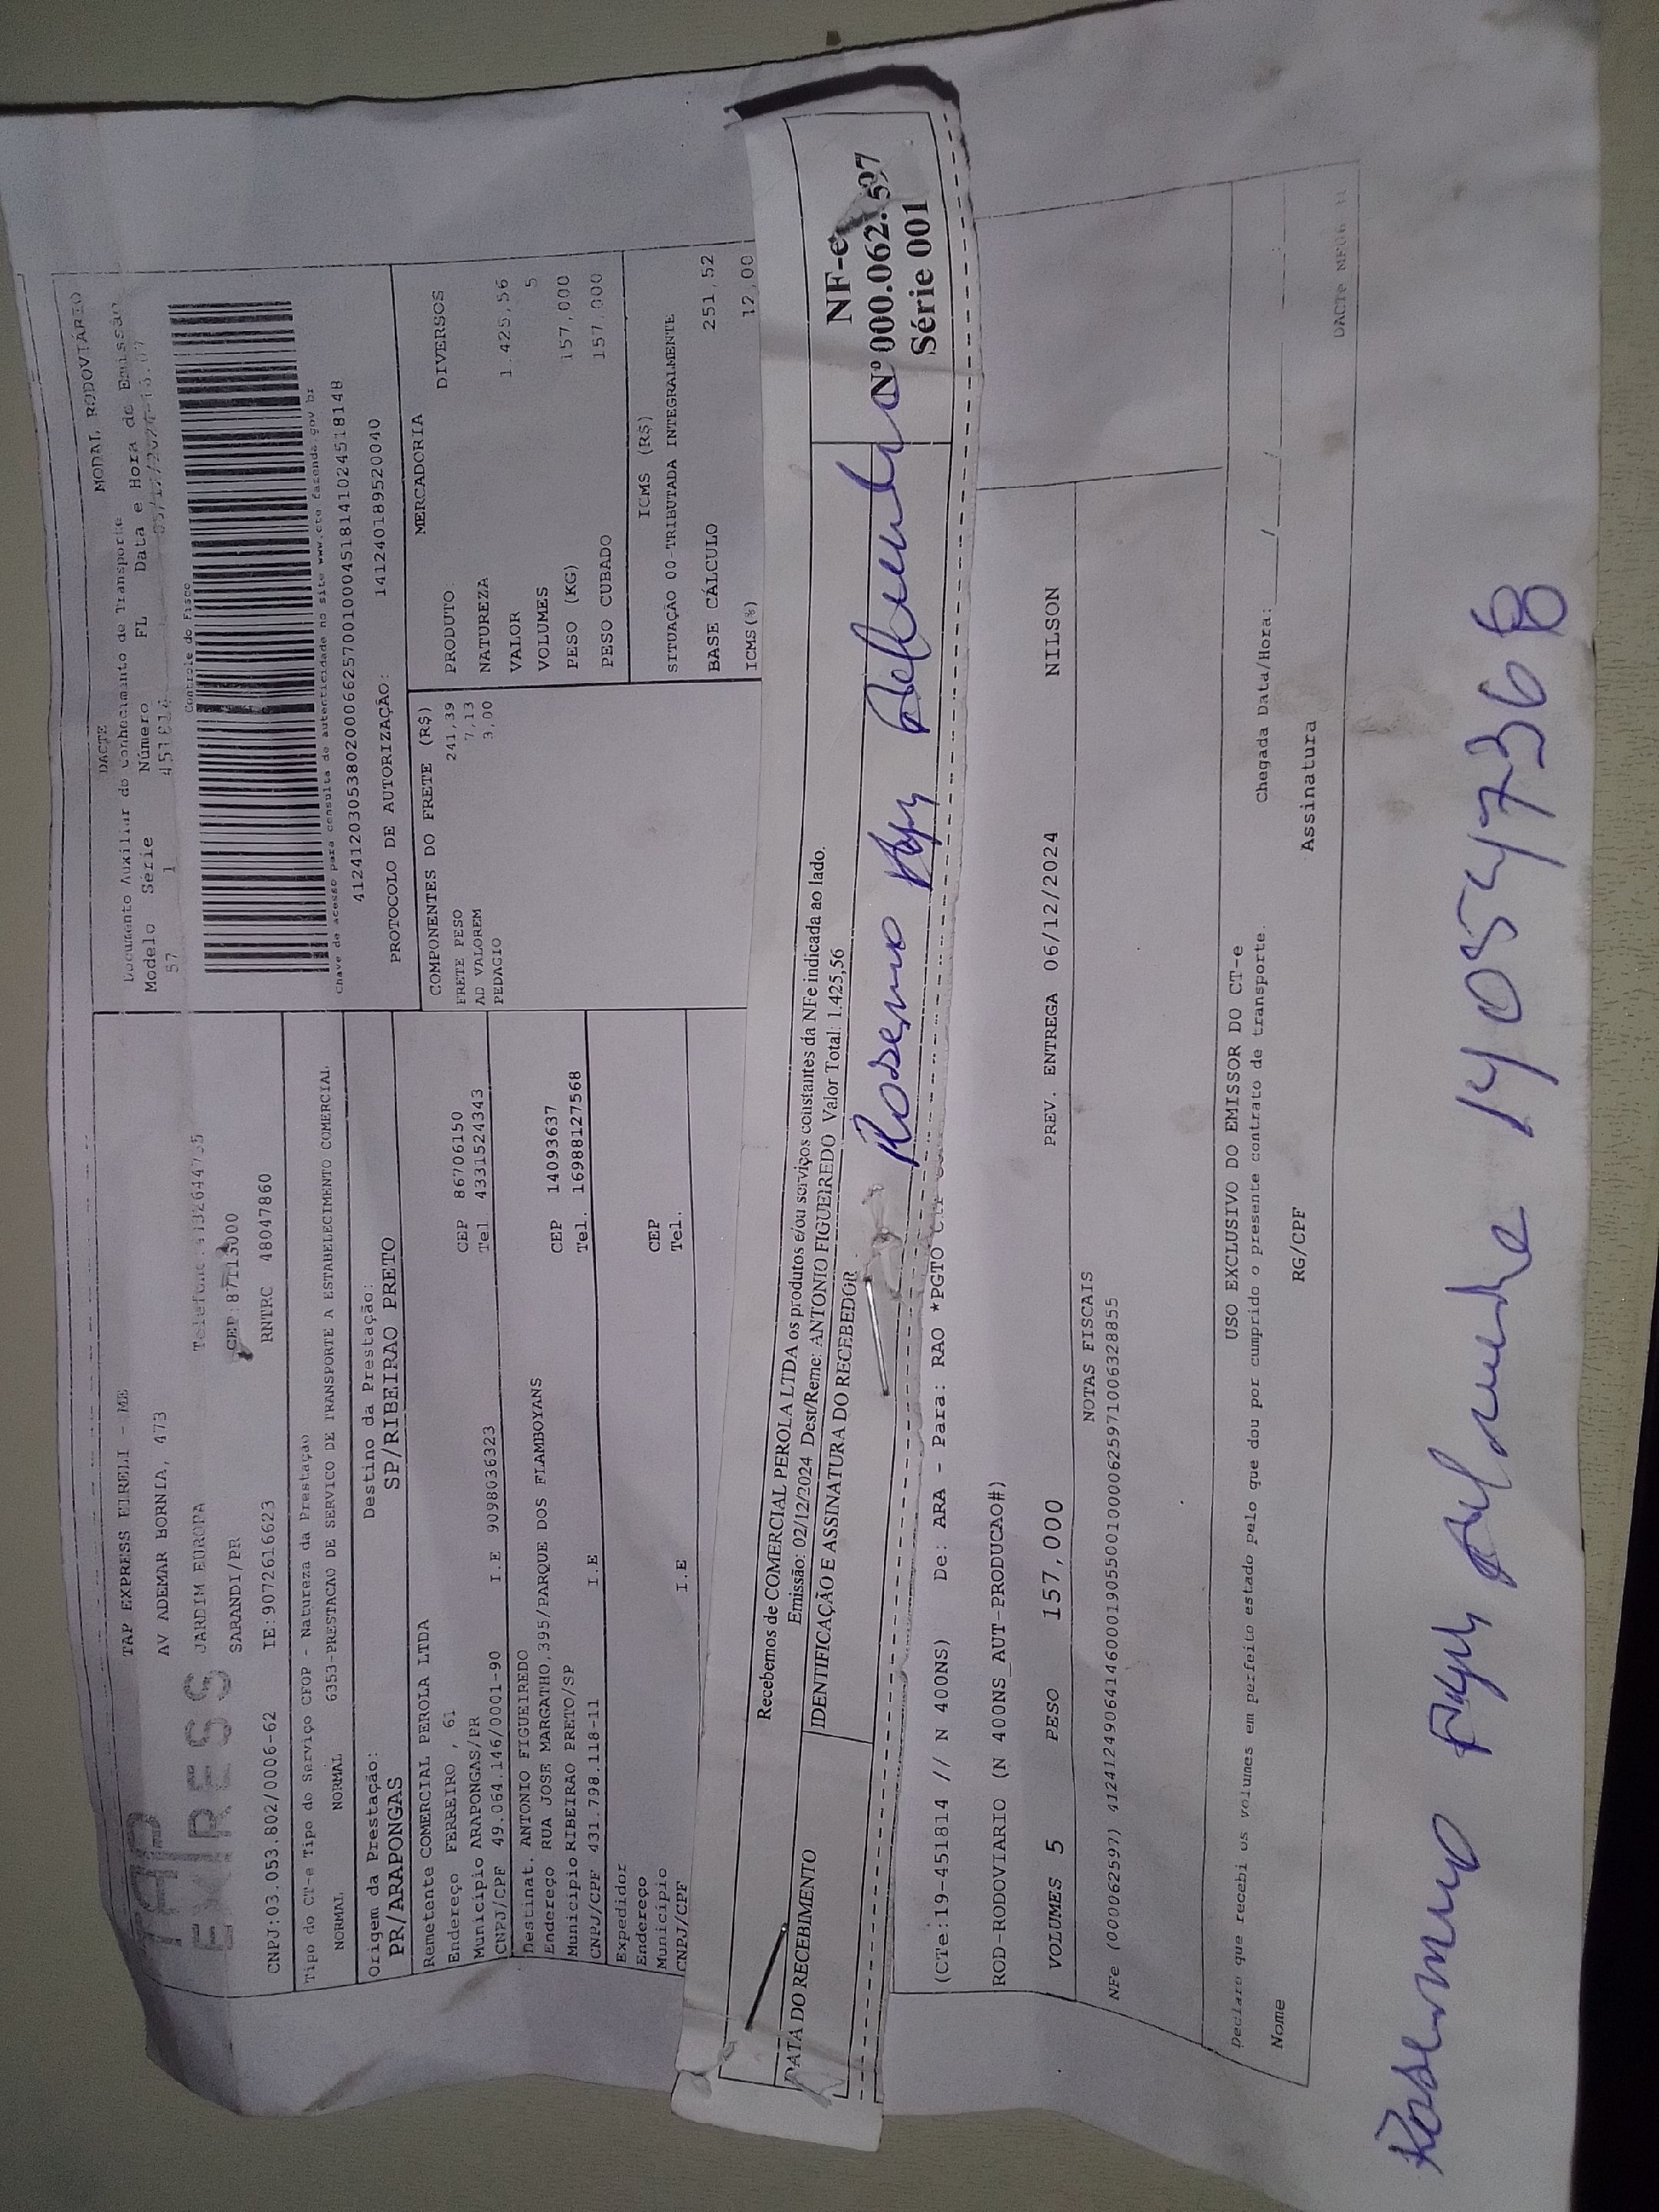 DACTE
MODAL RODOVIÁRIO
Documento Auxiliar do Conhecimento de Transporte
Modelo Série Número FL Data e Hora de Emissão
57 1 451814
Controle do Fisco
Chave de acesso para consulta de autenticidade no site www.cte.fazenda.gov.br
41241203053802000662570010004518141024518148
PROTOCOLO DE AUTORIZAÇÃO: 141240189520040
TAP
EXPRESS
TAP EXPRESS EIRELI - ME
AV ADEMAR BORNIA, 473
JARDIM EUROPA
SARANDI/PR CEP:87113000
CNPJ:03.053.802/0006-62 IE:9072616623 RNTRC 48047860
Tipo do CT-e Tipo do Serviço CFOP - Natureza da Prestação
NORMAL NORMAL 6353-PRESTACAO DE SERVICO DE TRANSPORTE A ESTABELECIMENTO COMERCIAL
Origem da Prestação: Destino da Prestação:
PR/ARAPONGAS SP/RIBEIRAO PRETO
Remetente COMERCIAL PEROLA LTDA
Endereço FERREIRO , 61 CEP 86706150
Município ARAPONGAS/PR Tel 4331524343
CNPJ/CPF 49.064.146/0001-90 I.E 9098036323
Destinat. ANTONIO FIGUEIREDO
Endereço RUA JOSE MARGATHO,395/PARQUE DOS FLAMBOYANS CEP 14093637
Municipio RIBEIRAO PRETO/SP Tel. 16988127568
CNPJ/CPF 431.798.118-11 I.E
Expedidor
Endereço CEP
Município Tel.
CNPJ/CPF I.E
COMPONENTES DO FRETE (R$)
FRETE PESO 241,39
AD VALOREM 7,13
PEDAGIO 3,00
MERCADORIA
PRODUTO DIVERSOS
NATUREZA
VALOR 1.425,56
VOLUMES 5
PESO (KG) 157,000
PESO CUBADO 157,000
ICMS (R$)
SITUAÇÃO 00-TRIBUTADA INTEGRALMENTE
BASE CÁLCULO 251,52
ICMS(%) 12,00
Recebemos de COMERCIAL PEROLA LTDA os produtos e/ou serviços constantes da NFe indicada ao lado.
Emissão: 02/12/2024 Dest/Reme: ANTONIO FIGUEIREDO Valor Total: 1.425,56
DATA DO RECEBIMENTO
IDENTIFICAÇÃO E ASSINATURA DO RECEBEDOR
NF-e
Nº 000.062.597
Série 001
(CTe:19-451814 // N 400NS) De: ARA - Para: RAO *PGTO
ROD-RODOVIARIO (N 400NS_AUT-PRODUCAO#)
VOLUMES 5 PESO 157,000 PREV. ENTREGA 06/12/2024 NILSON
NOTAS FISCAIS
NFe (000062597) 41241249064146000190550010000625971006328855
USO EXCLUSIVO DO EMISSOR DO CT-e
Declaro que recebi os volumes em perfeito estado pelo que dou por cumprido o presente contrato de transporte.
Nome Chegada Data/Hora:____/____/____
RG/CPF Assinatura